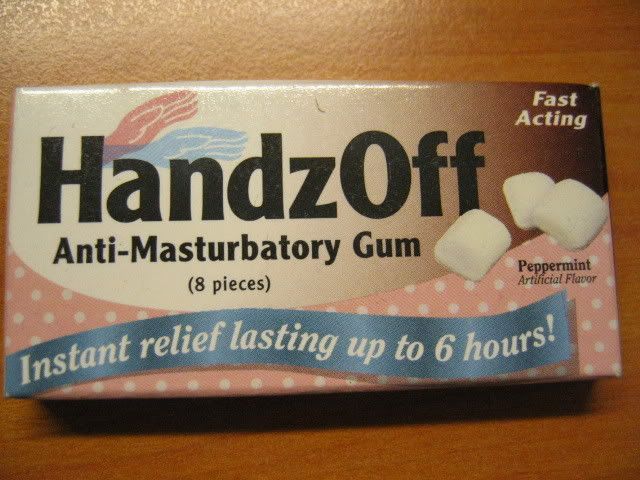 Fast
Acting
HandzOff
Anti-Masturbatory Gum
(8 pieces)
Peppermint
Artificial Flavor
Instant relief lasting up to 6 hours!